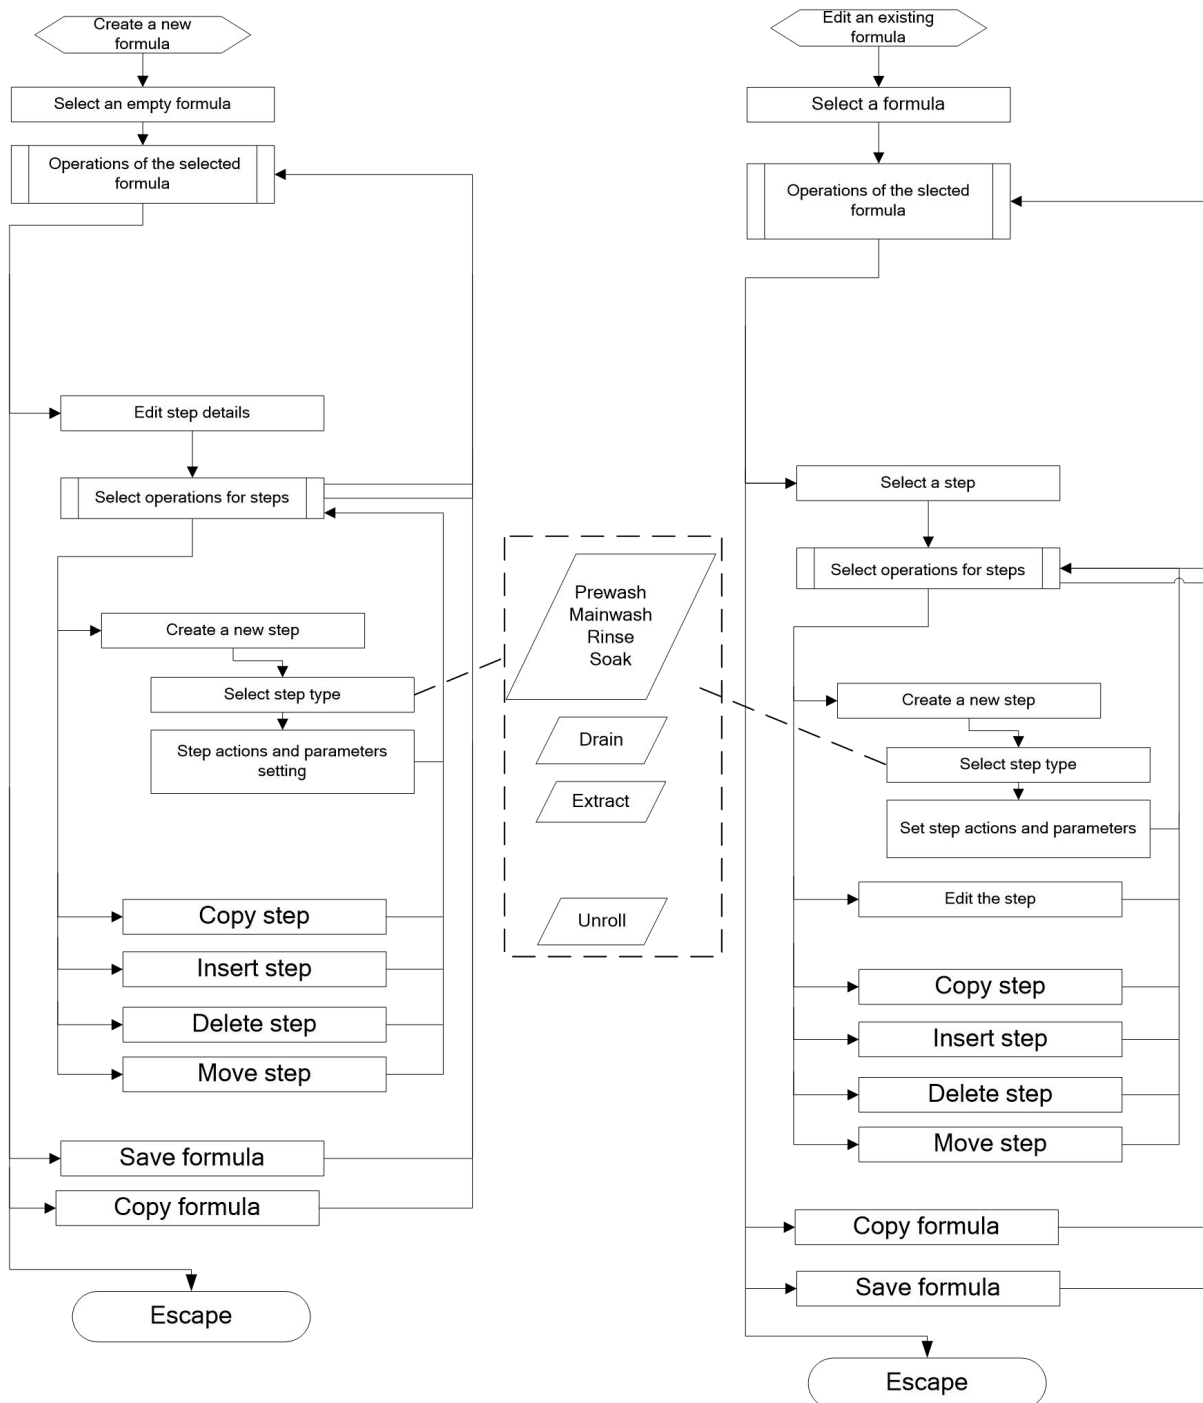 Create a new
formula
Select an empty formula
Operations of the selected
formula
Edit step details
Select operations for steps
Create a new step
Select step type
Step actions and parameters
setting
Copy step
Insert step
Delete step
Move step
Save formula
Copy formula
Escape
Prewash
Mainwash
Rinse
Soak
Drain
Extract
Unroll
Edit an existing
formula
Select a formula
Operations of the slected
formula
Select a step
Select operations for steps
Create a new step
Select step type
Set step actions and parameters
Edit the step
Copy step
Insert step
Delete step
Move step
Copy formula
Save formula
Escape